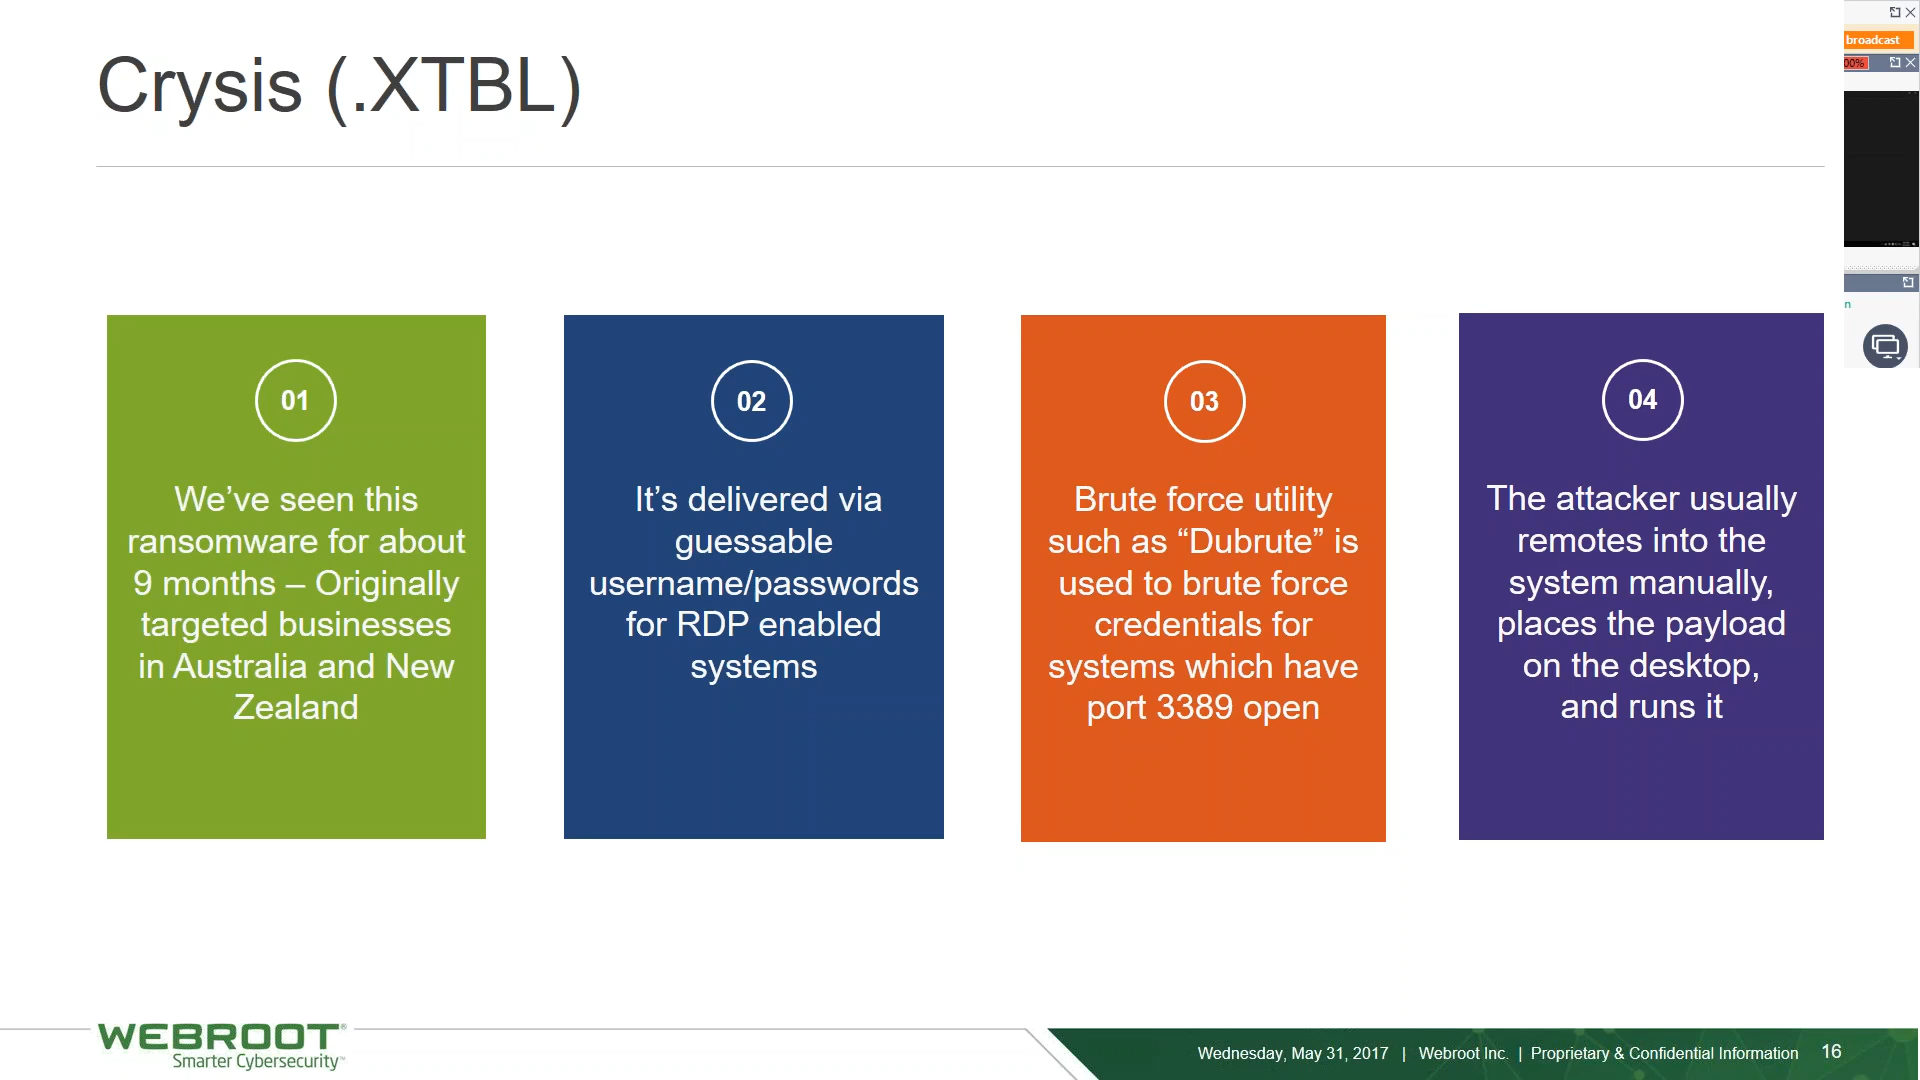 Crysis (.XTBL)
broadcast
00%
n
01
We’ve seen this
ransomware for about
9 months – Originally
targeted businesses
in Australia and New
Zealand
02
It’s delivered via
guessable
username/passwords
for RDP enabled
systems
03
Brute force utility
such as “Dubrute” is
used to brute force
credentials for
systems which have
port 3389 open
04
The attacker usually
remotes into the
system manually,
places the payload
on the desktop,
and runs it
WEBROOT®
Smarter Cybersecurity™
Wednesday, May 31, 2017 | Webroot Inc. | Proprietary & Confidential Information 16